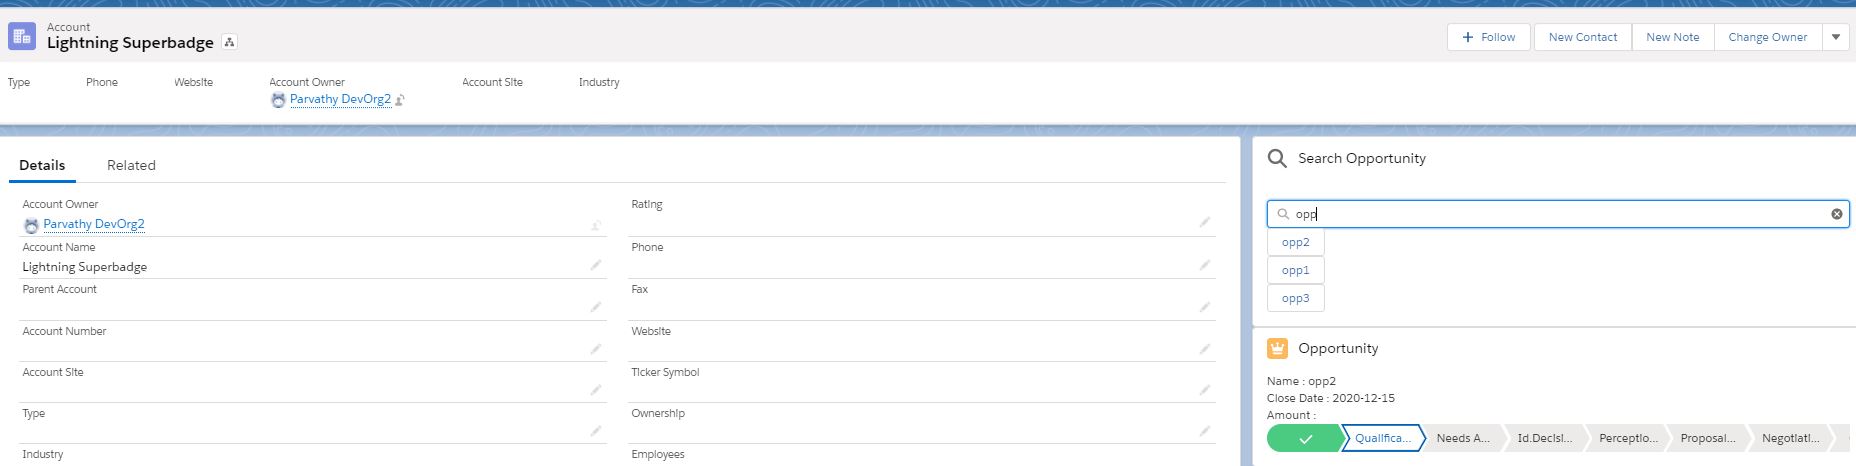 Account
Lightning Superbadge
Follow
New Contact
New Note
Change Owner
Type
Phone
Website
Account Owner
Account Site
Industry
Parvathy DevOrg2
Details
Related
Account Owner
Parvathy DevOrg2
Account Name
Lightning Superbadge
Parent Account
Account Number
Account Site
Type
Industry
Rating
Phone
Fax
Website
Ticker Symbol
Ownership
Employees
Search Opportunity
opp
opp2
opp1
opp3
Opportunity
Name : opp2
Close Date : 2020-12-15
Amount :
Qualifica...
Needs A...
Id.Decisi...
Perceptio...
Proposal...
Negotiati...